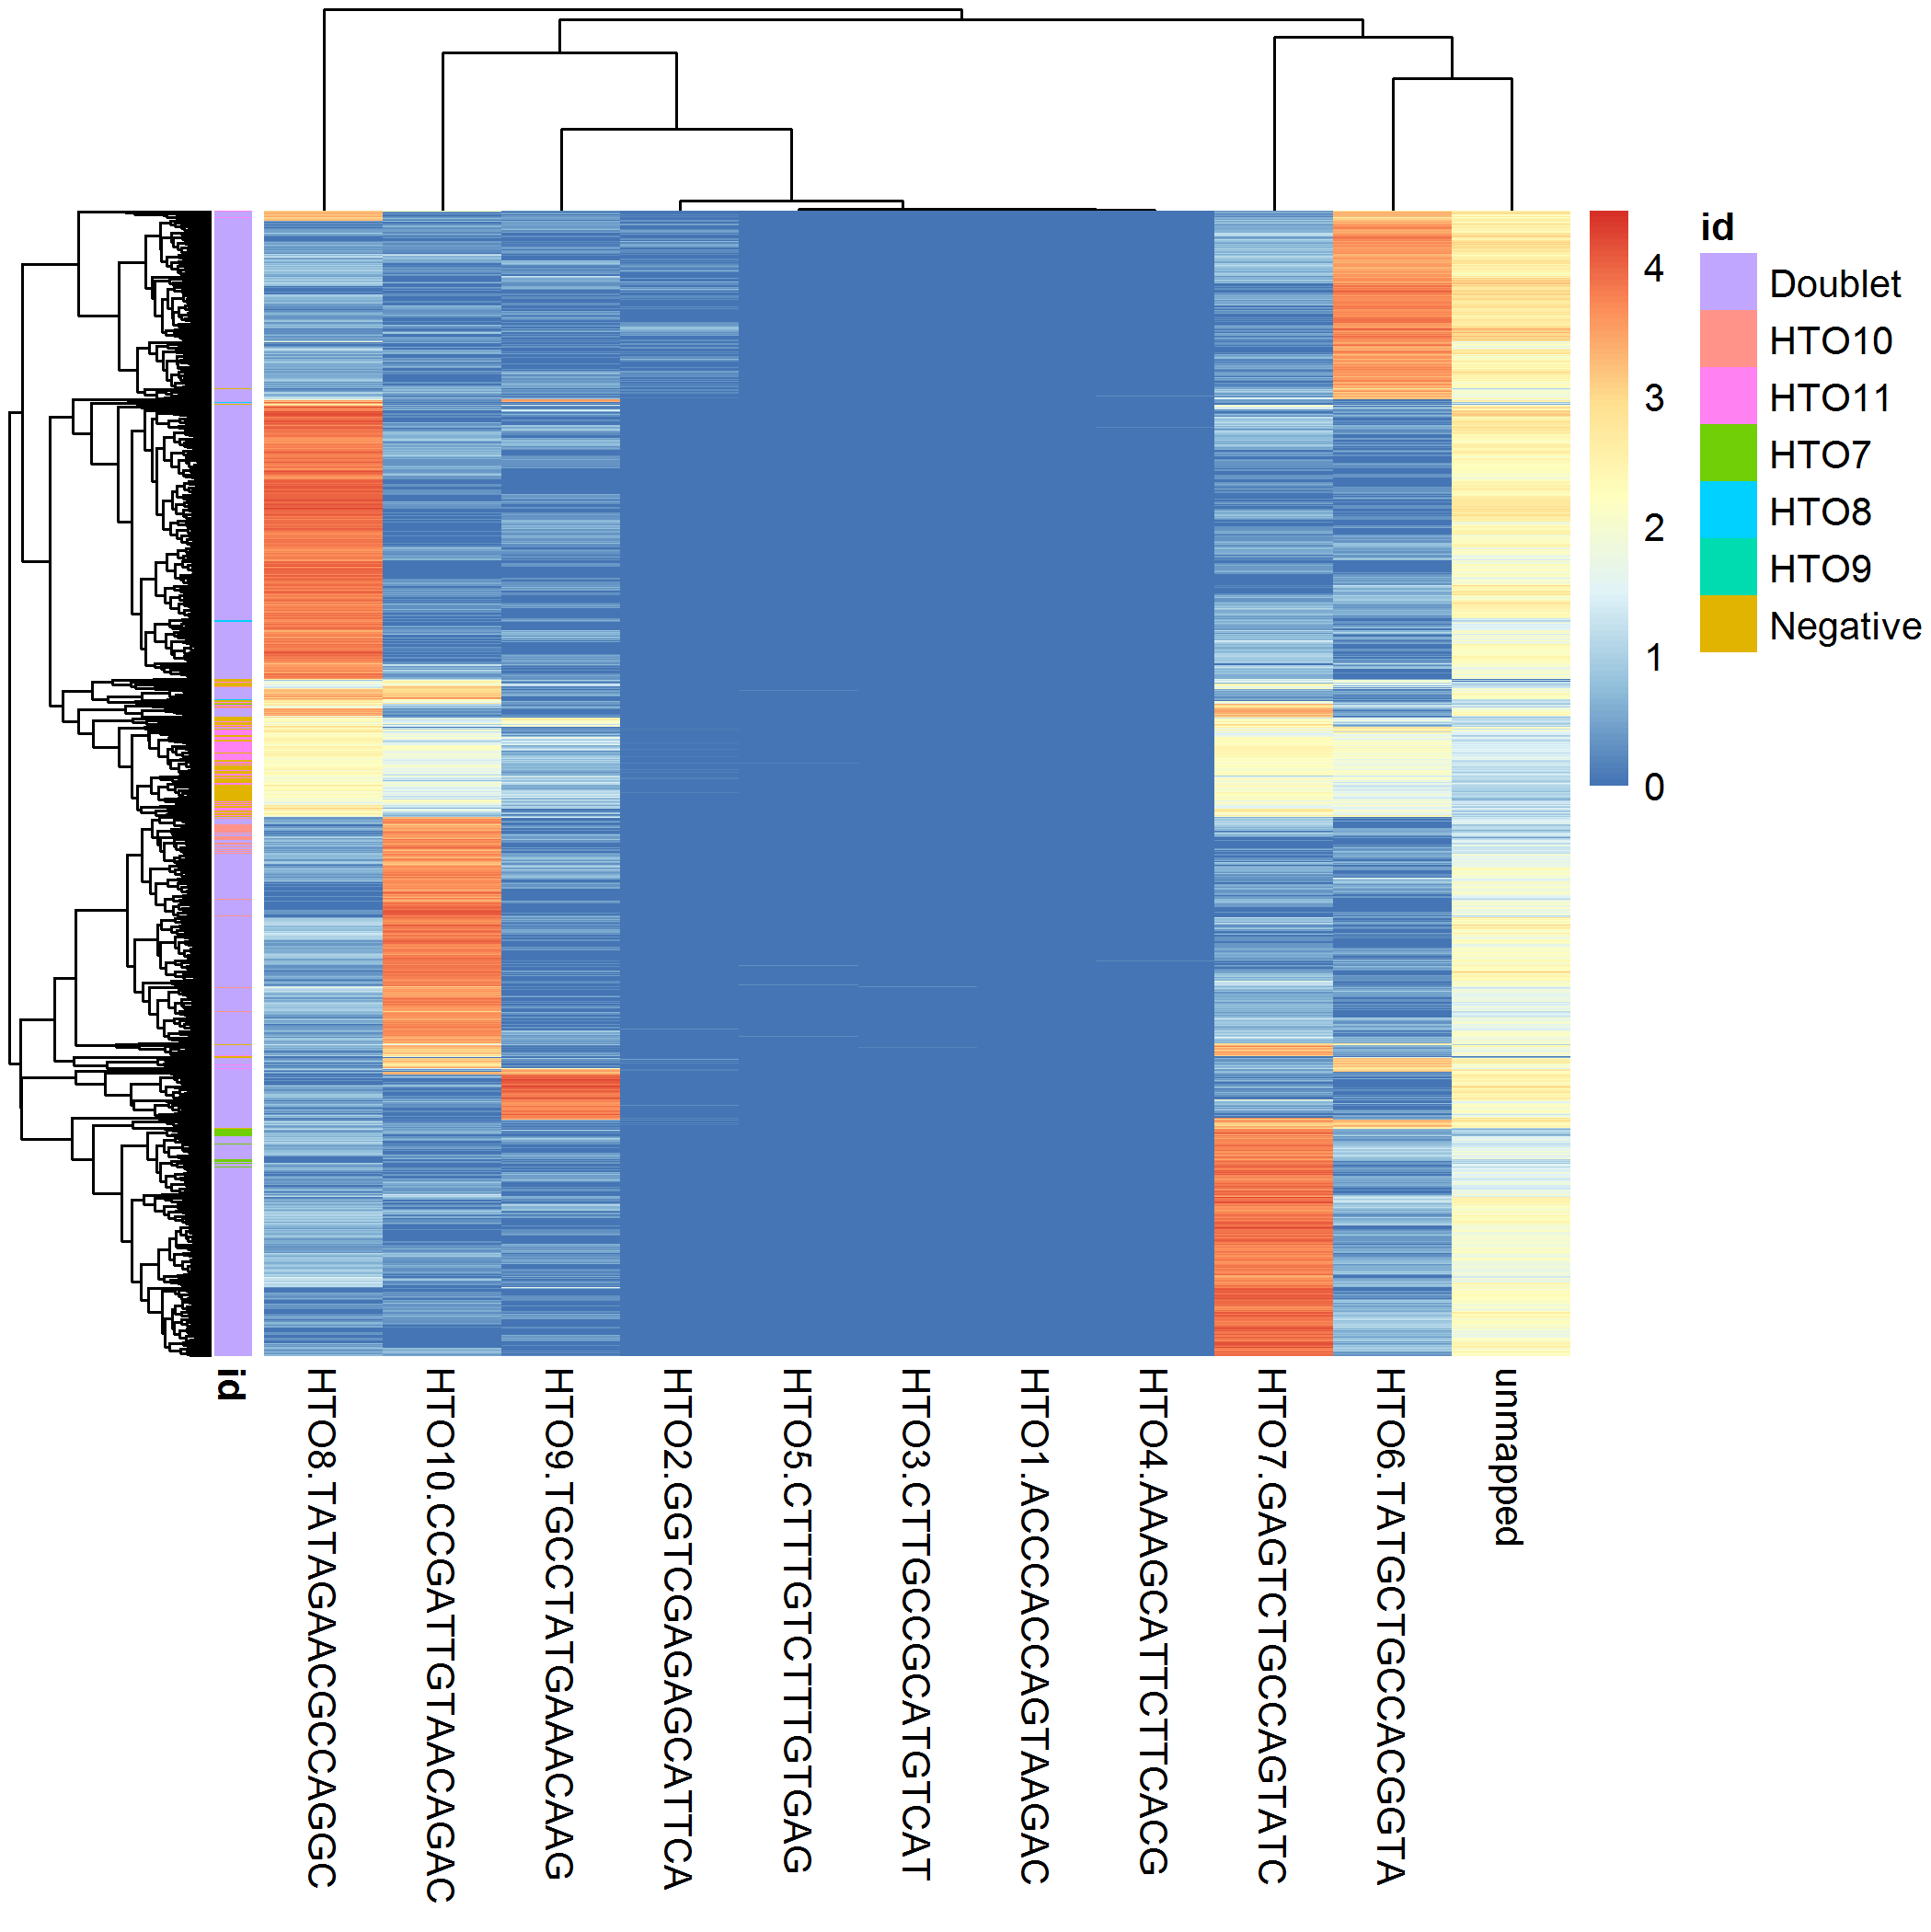 id
Doublet
HTO10
HTO11
HTO7
HTO8
HTO9
Negative
4
3
2
1
0
id
HTO8.TATAGAACGCCAGGC
HTO10.CCGATTGTAACAGAC
HTO9.TGCCTATGAAACAAG
HTO2.GGTCGAGAGCATTCA
HTO5.CTTTGTCTTTGTGAG
HTO3.CTTGCCGCATGTCAT
HTO1.ACCCACCAGTAAGAC
HTO4.AAAGCATTCTTCACG
HTO7.GAGTCTGCCAGTATC
HTO6.TATGCTGCCACGGTA
unmapped